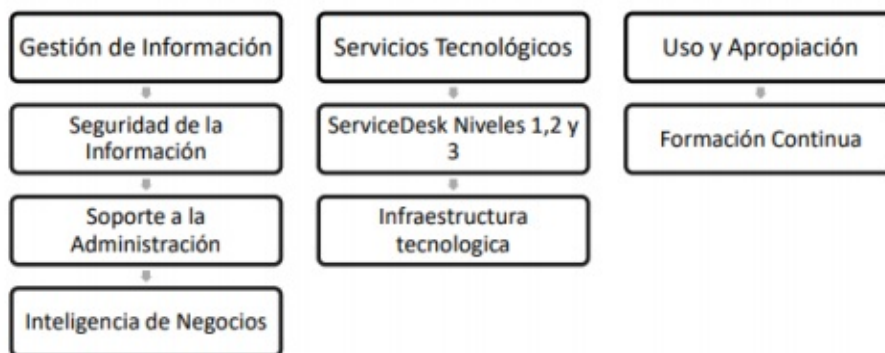 Gestión de Información
Seguridad de la
Información
Soporte a la
Administración
Inteligencia de Negocios
Servicios Tecnológicos
ServiceDesk Niveles 1,2 y
3
Infraestructura
tecnologica
Uso y Apropiación
Formación Continua